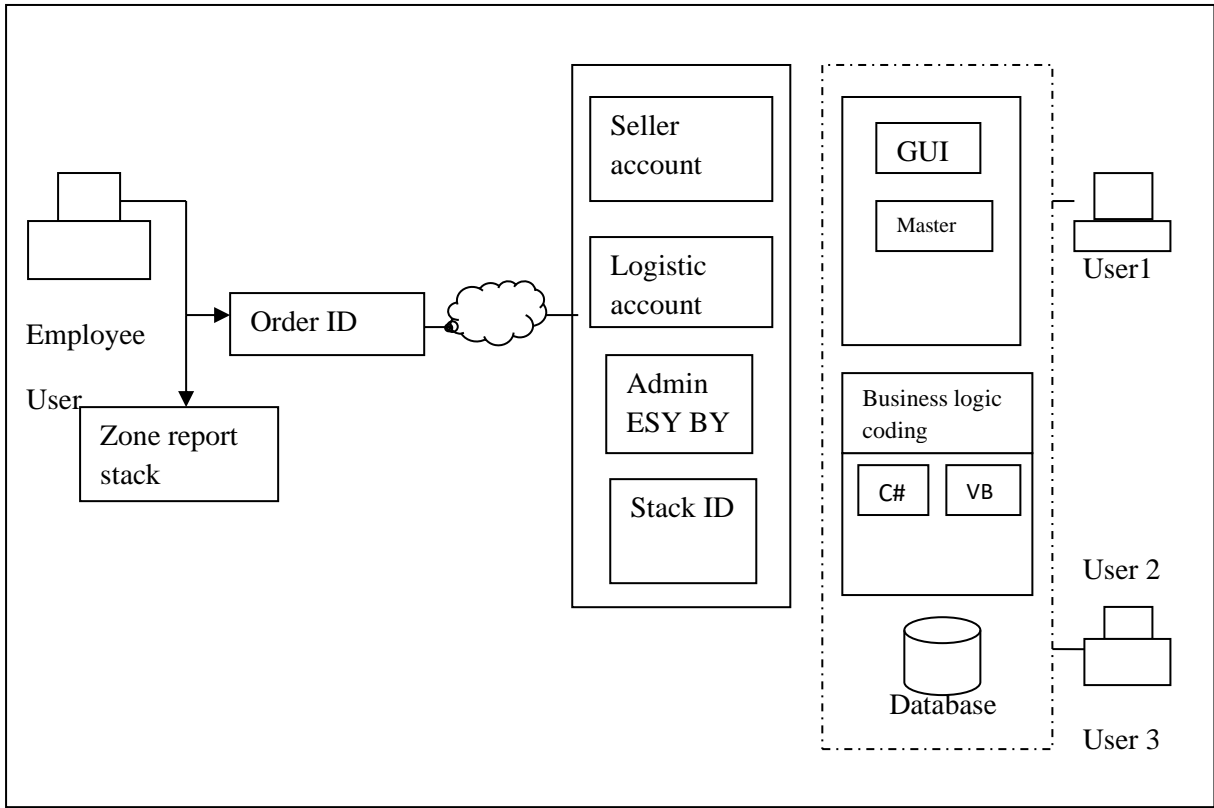 Employee
User
Order ID
Zone report
stack
Seller
account
Logistic
account
Admin
ESY BY
Stack ID
GUI
Master
Business logic
coding
C#
VB
Database
User1
User 2
User 3